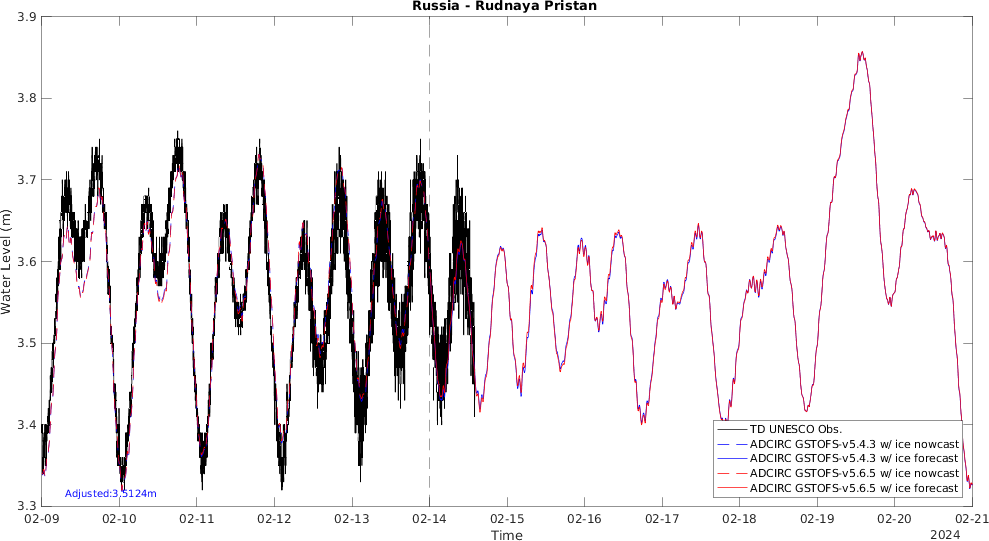 Russia - Rudnaya Pristan
3.9
3.8
3.7
3.6
3.5
3.4
3.3
Water Level (m)
Adjusted:3.5124m
TD UNESCO Obs.
ADCIRC GSTOFS-v5.4.3 w/ ice nowcast
ADCIRC GSTOFS-v5.4.3 w/ ice forecast
ADCIRC GSTOFS-v5.6.5 w/ ice nowcast
ADCIRC GSTOFS-v5.6.5 w/ ice forecast
02-09 02-10 02-11 02-12 02-13 02-14 02-15 02-16 02-17 02-18 02-19 02-20 02-21
Time
2024